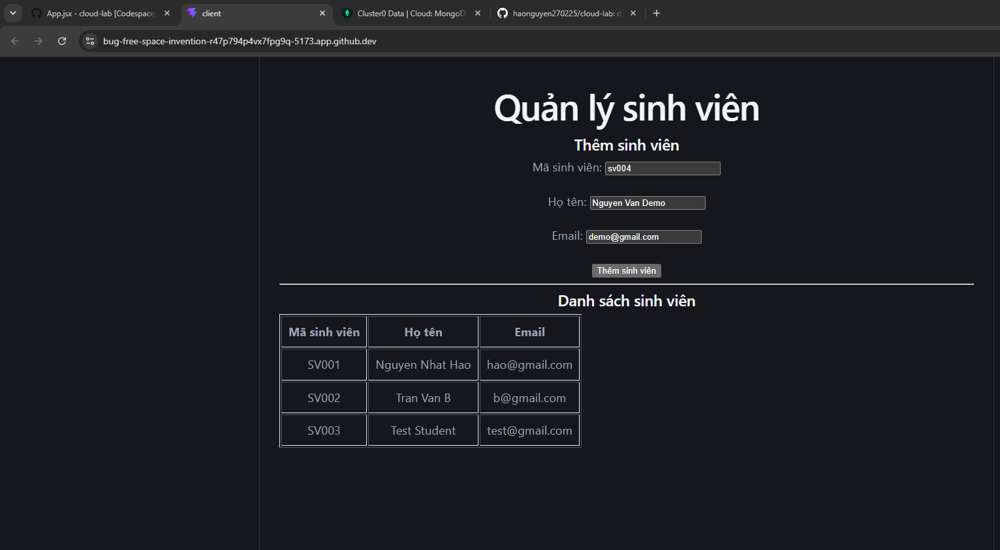 App.jsx - cloud-lab [Codespace
client
Cluster0 Data | Cloud: MongoD
haonguyen270225/cloud-lab: d
bug-free-space-invention-r47p794p4vx7fpg9q-5173.app.github.dev
Quản lý sinh viên
Thêm sinh viên
Mã sinh viên: sv004
Họ tên: Nguyen Van Demo
Email: demo@gmail.com
Thêm sinh viên
Danh sách sinh viên
Mã sinh viên Họ tên Email
SV001 Nguyen Nhat Hao hao@gmail.com
SV002 Tran Van B b@gmail.com
SV003 Test Student test@gmail.com